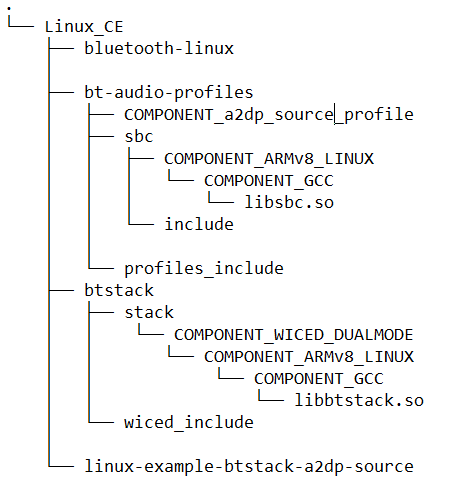 .
└── Linux_CE
    ├── bluetooth-linux
    │
    ├── bt-audio-profiles
    │   ├── COMPONENT_a2dp_source_profile
    │   ├── sbc
    │   │   ├── COMPONENT_ARMv8_LINUX
    │   │   │   └── COMPONENT_GCC
    │   │   │       └── libsbc.so
    │   │   └── include
    │   │
    │   └── profiles_include
    ├── btstack
    │   ├── stack
    │   │   └── COMPONENT_WICED_DUALMODE
    │   │       └── COMPONENT_ARMv8_LINUX
    │   │           └── COMPONENT_GCC
    │   │               └── libbtstack.so
    │   └── wiced_include
    │
    └── linux-example-btstack-a2dp-source